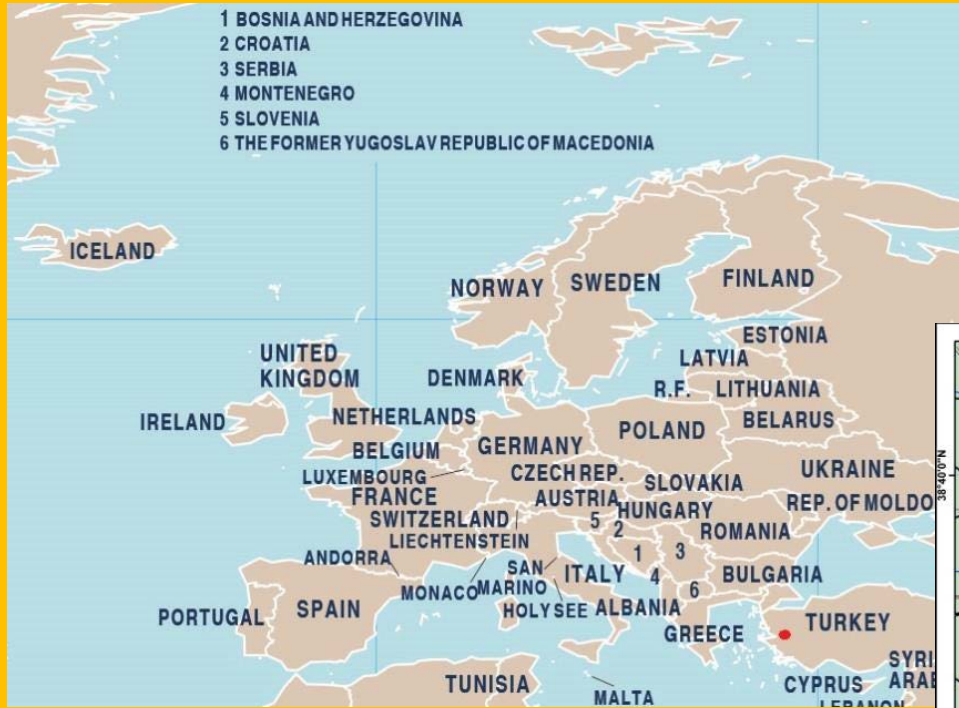 1 BOSNIA AND HERZEGOVINA
2 CROATIA
3 SERBIA
4 MONTENEGRO
5 SLOVENIA
6 THE FORMER YUGOSLAV REPUBLIC OF MACEDONIA
ICELAND
NORWAY
SWEDEN
FINLAND
ESTONIA
UNITED
KINGDOM
LATVIA
DENMARK
R.F.
LITHUANIA
IRELAND
NETHERLANDS
BELARUS
POLAND
BELGIUM
GERMANY
LUXEMBOURG
CZECH REP.
UKRAINE
SLOVAKIA
FRANCE
AUSTRIA
HUNGARY
REP. OF MOLDO
SWITZERLAND
5
2
ROMANIA
LIECHTENSTEIN
ANDORRA
1
3
SAN
MARINO
ITALY
4
BULGARIA
MONACO
6
HOLY SEE
ALBANIA
PORTUGAL
SPAIN
GREECE
TURKEY
SYRI
ARAB
TUNISIA
CYPRUS
MALTA
LEBANON
38°40'0"N